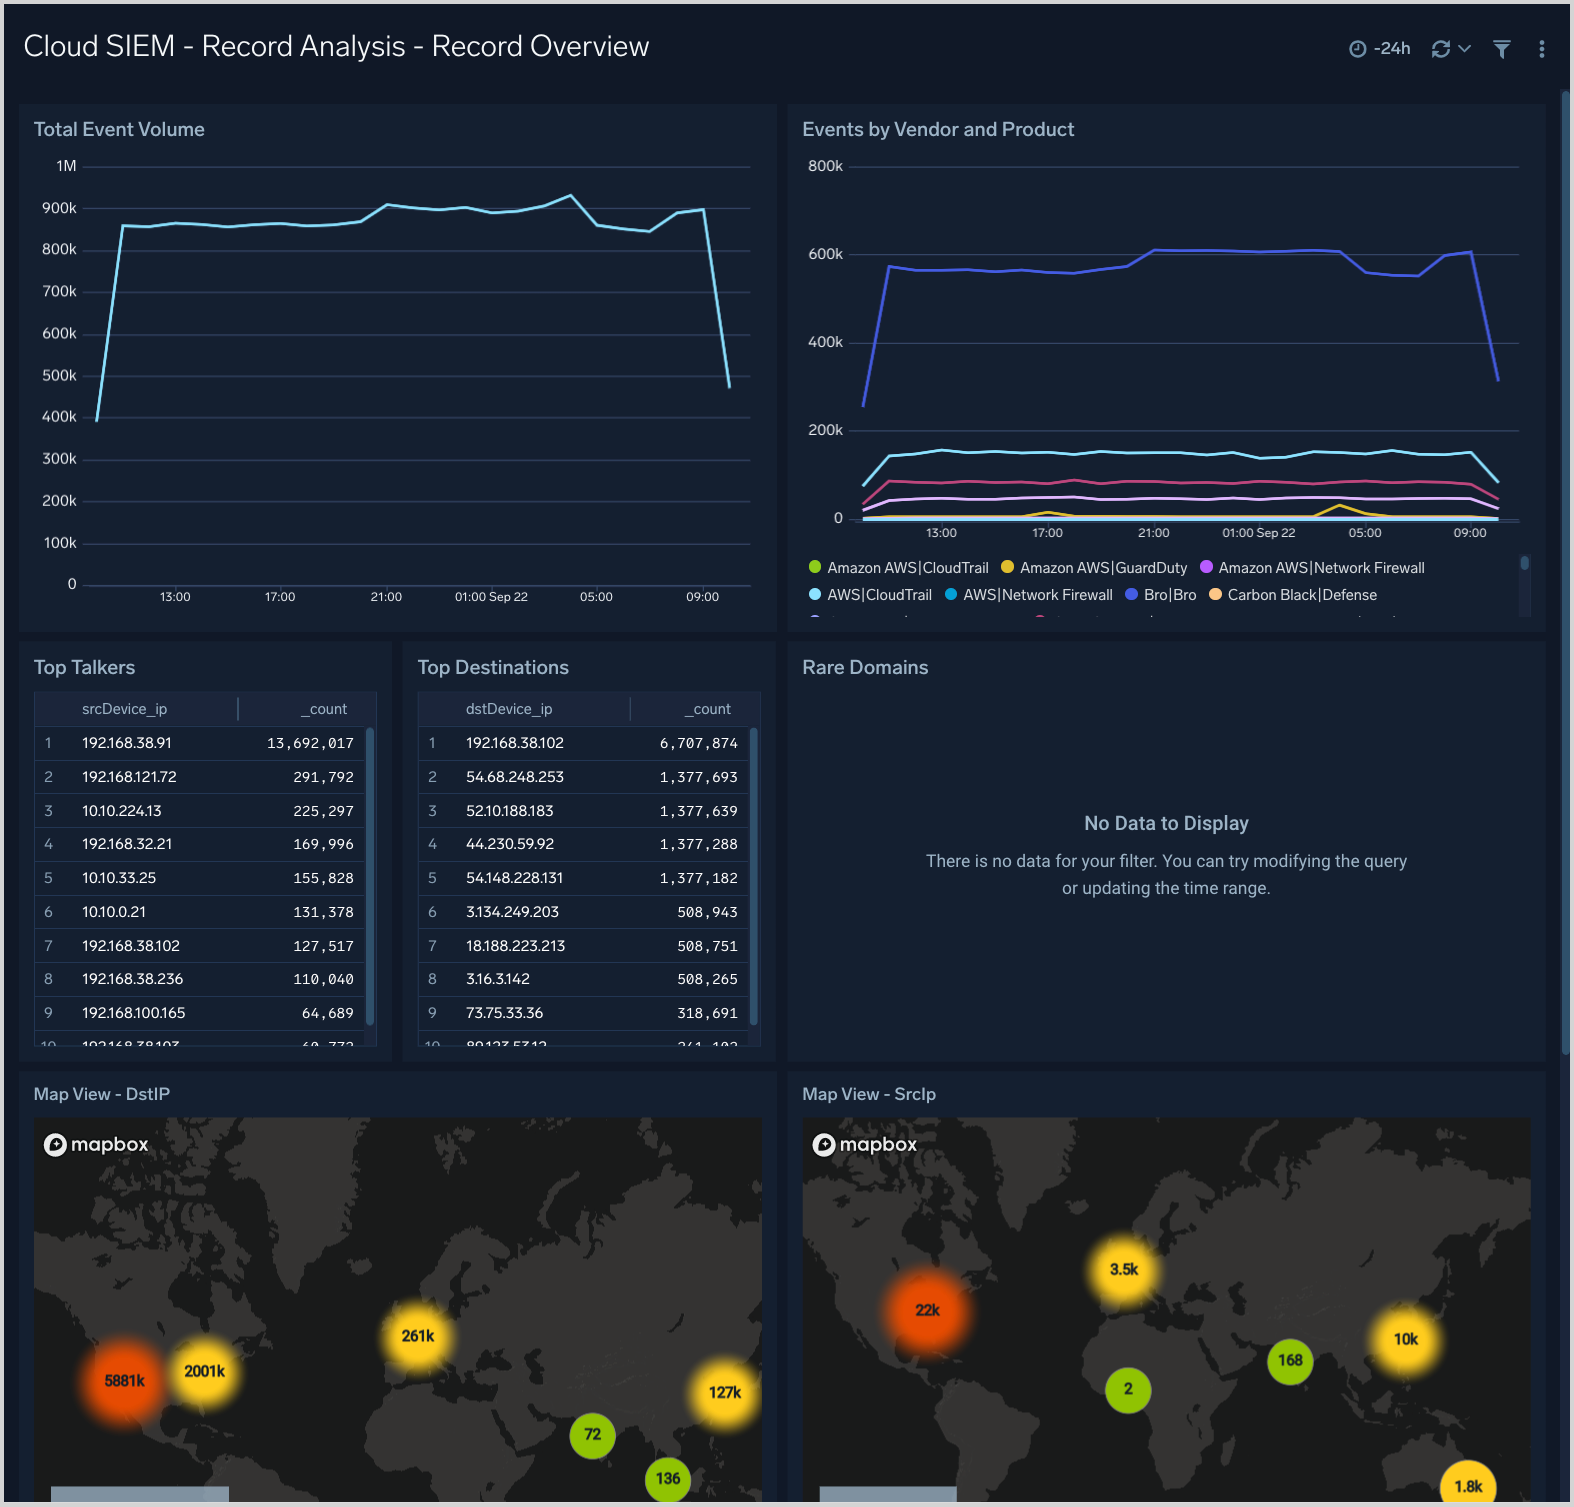 Cloud SIEM - Record Analysis - Record Overview
-24h
Total Event Volume
1M
900k
800k
700k
600k
500k
400k
300k
200k
100k
0
13:00 17:00 21:00 01:00 Sep 22 05:00 09:00
Events by Vendor and Product
800k
600k
400k
200k
0
13:00 17:00 21:00 01:00 Sep 22 05:00 09:00
Amazon AWS|CloudTrail Amazon AWS|GuardDuty Amazon AWS|Network Firewall
AWS|CloudTrail AWS|Network Firewall Bro|Bro Carbon Black|Defense
Top Talkers
srcDevice_ip _count
1 192.168.38.91 13,692,017
2 192.168.121.72 291,792
3 10.10.224.13 225,297
4 192.168.32.21 169,996
5 10.10.33.25 155,828
6 10.10.0.21 131,378
7 192.168.38.102 127,517
8 192.168.38.236 110,040
9 192.168.100.165 64,689
10
Top Destinations
dstDevice_ip _count
1 192.168.38.102 6,707,874
2 54.68.248.253 1,377,693
3 52.10.188.183 1,377,639
4 44.230.59.92 1,377,288
5 54.148.228.131 1,377,182
6 3.134.249.203 508,943
7 18.188.223.213 508,751
8 3.16.3.142 508,265
9 73.75.33.36 318,691
10
Rare Domains
No Data to Display
There is no data for your filter. You can try modifying the query
or updating the time range.
Map View - DstIP
mapbox
261k
2001k
5881k
127k
72
136
Map View - SrcIp
mapbox
3.5k
22k
10k
168
2
1.8k